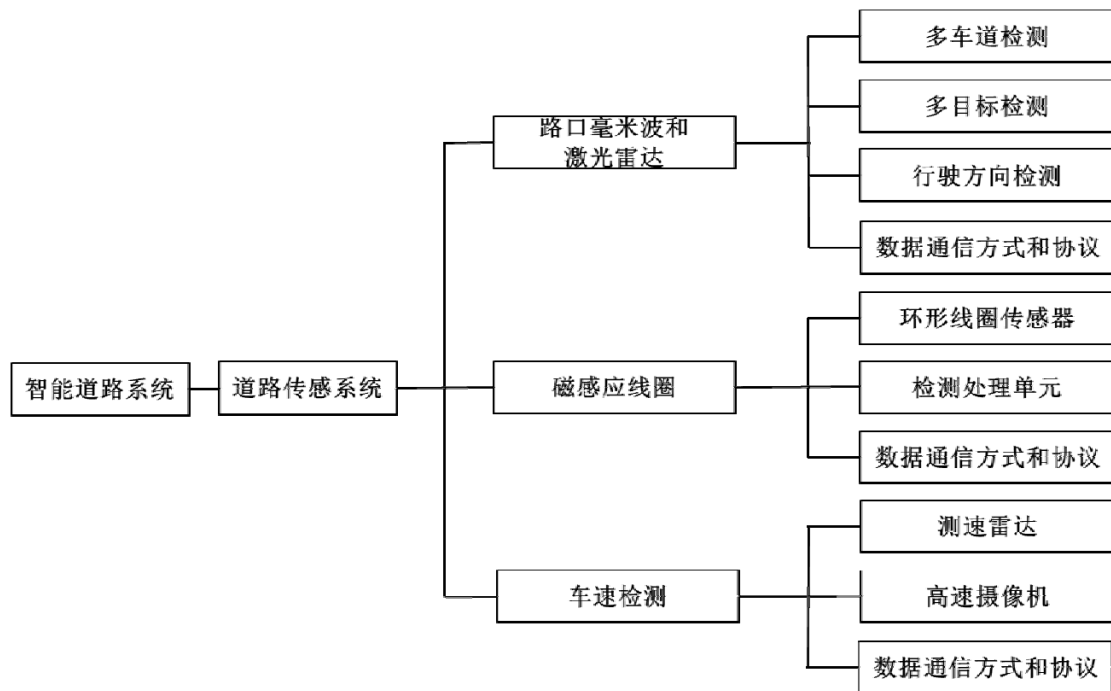 多车道检测
多目标检测
路口毫米波和
激光雷达
行驶方向检测
数据通信方式和协议
环形线圈传感器
智能道路系统
道路传感系统
磁感应线圈
检测处理单元
数据通信方式和协议
测速雷达
车速检测
高速摄像机
数据通信方式和协议